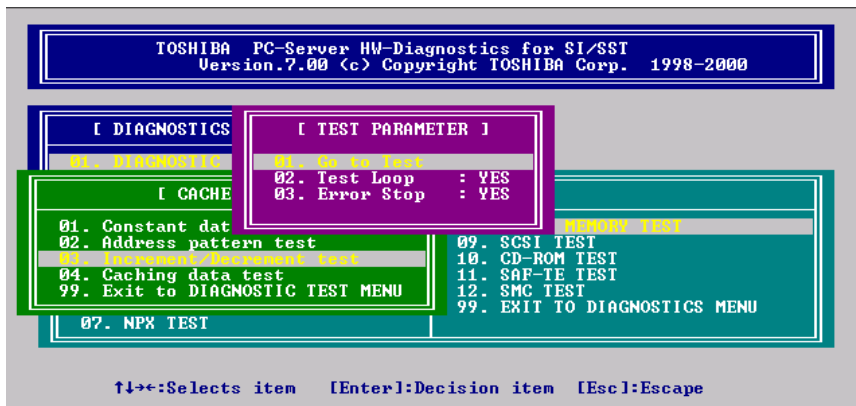 TOSHIBA PC-Server HW-Diagnostics for SI/SST
Version.7.00 (c) Copyright TOSHIBA Corp. 1998-2000
[ DIAGNOSTICS
01. DIAGNOSTIC
[ TEST PARAMETER ]
01. Go to Test
02. Test Loop : YES
03. Error Stop : YES
[ CACHE
01. Constant dat
02. Address pattern test
03. Increment/Decrement test
04. Caching data test
99. Exit to DIAGNOSTIC TEST MENU
07. NPX TEST
MEMORY TEST
09. SCSI TEST
10. CD-ROM TEST
11. SAF-TE TEST
12. SMC TEST
99. EXIT TO DIAGNOSTICS MENU
↑↓→←:Selects item [Enter]:Decision item [Esc]:Escape